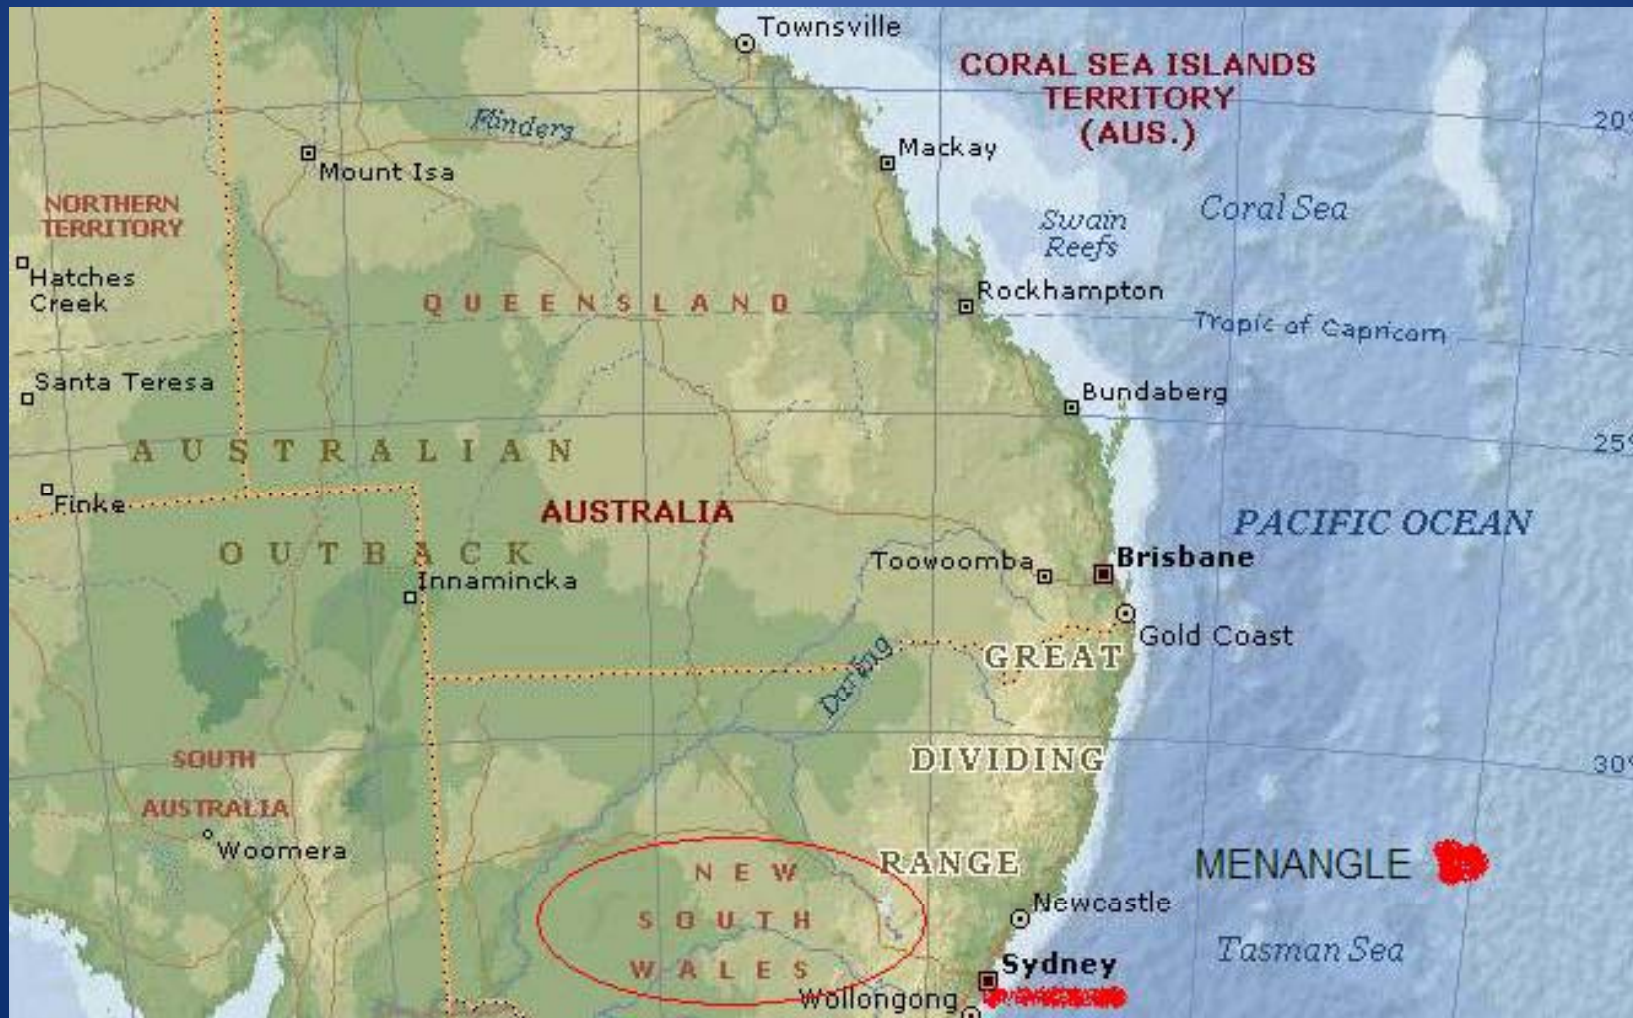 Townsville
CORAL SEA ISLANDS
TERRITORY
(AUS.)
20°
Flinders
Mackay
Mount Isa
NORTHERN
TERRITORY
Coral Sea
Swain
Reefs
Hatches
Creek
QUEENSLAND
Rockhampton
Tropic of Capricorn
Santa Teresa
Bundaberg
25°
AUSTRALIAN
Finke
AUSTRALIA
PACIFIC OCEAN
OUTBACK
Toowoomba
Brisbane
Innamincka
Gold Coast
GREAT
Darling
DIVIDING
SOUTH
AUSTRALIA
30°
Woomera
RANGE
MENANGLE
NEW
SOUTH
WALES
Newcastle
Tasman Sea
Sydney
Wollongong